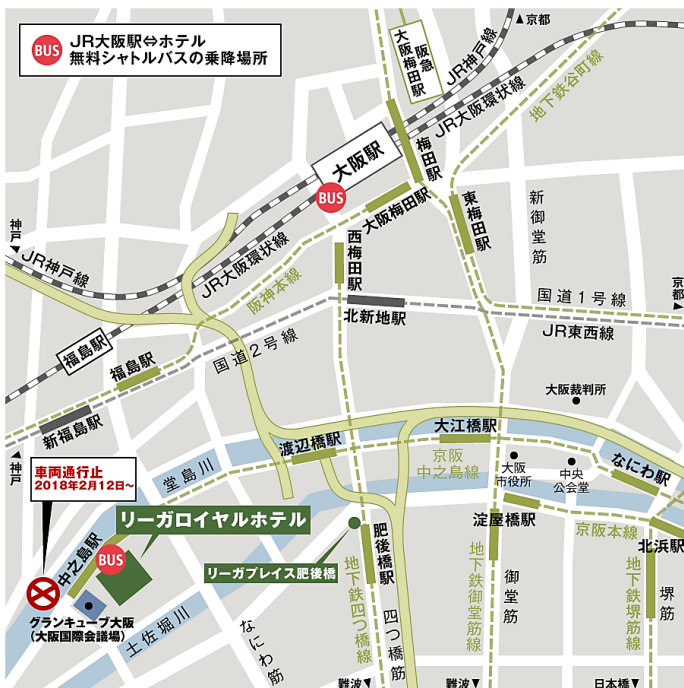 BUS
JR大阪駅⇔ホテル
無料シャトルバスの乗降場所
阪急
大阪梅田駅
▲京都
JR神戸線
JR大阪環状線
地下鉄谷町線
大阪駅
梅田駅
BUS
大阪梅田駅
東梅田駅
新御堂筋
神戸
JR神戸線
JR大阪環状線
阪神本線
西梅田駅
国道1号線
京都
北新地駅
JR東西線
福島駅
福島駅
国道2号線
新福島駅
大阪裁判所
神戸
車両通行止
2018年2月12日〜
堂島川
渡辺橋駅
大江橋駅
京阪
中之島線
大阪
市役所
中央
公会堂
なにわ橋駅
リーガロイヤルホテル
淀屋橋駅
京阪本線
北浜駅
中之島駅
BUS
リーガプレイス肥後橋
肥後橋駅
地下鉄四つ橋線
四つ橋筋
地下鉄御堂筋線
御堂筋
地下鉄堺筋線
堺筋
グランキューブ大阪
(大阪国際会議場)
土佐堀川
なにわ筋
難波▼
難波▼
日本橋▼